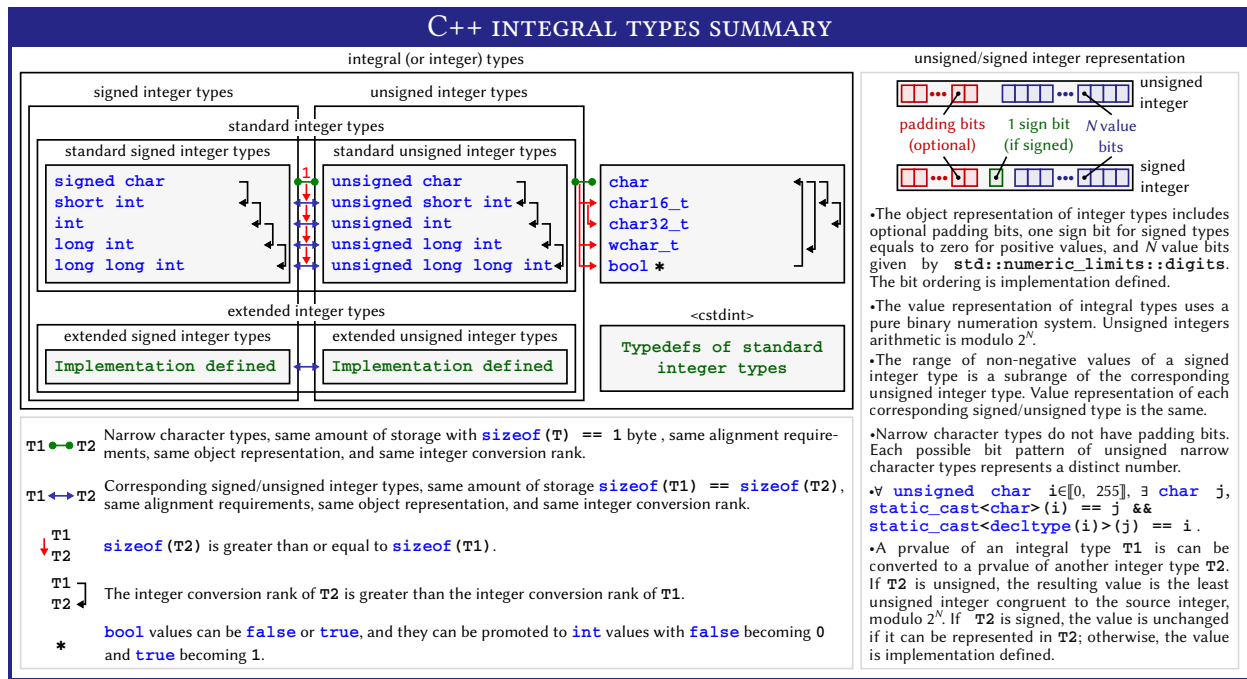 C++ INTEGRAL TYPES SUMMARY
integral (or integer) types
signed integer types
unsigned integer types
standard integer types
standard signed integer types
standard unsigned integer types
1
signed char
unsigned char
char
short int
unsigned short int
char16_t
int
unsigned int
char32_t
long int
unsigned long int
wchar_t
long long int
unsigned long long int
bool *
extended integer types
extended signed integer types
extended unsigned integer types
Implementation defined
Implementation defined
<cstdint>
Typedefs of standard
integer types
T1 T2
Narrow character types, same amount of storage with sizeof(T) == 1 byte , same alignment require-
ments, same object representation, and same integer conversion rank.
T1 T2
Corresponding signed/unsigned integer types, same amount of storage sizeof(T1) == sizeof(T2),
same alignment requirements, same object representation, and same integer conversion rank.
T1
T2
sizeof(T2) is greater than or equal to sizeof(T1).
T1
T2
The integer conversion rank of T2 is greater than the integer conversion rank of T1.
*
bool values can be false or true, and they can be promoted to int values with false becoming 0
and true becoming 1.
unsigned/signed integer representation
unsigned
integer
padding bits
(optional)
1 sign bit
(if signed)
N value
bits
signed
integer
•The object representation of integer types includes
optional padding bits, one sign bit for signed types
equals to zero for positive values, and N value bits
given by std::numeric_limits::digits.
The bit ordering is implementation defined.
•The value representation of integral types uses a
pure binary numeration system. Unsigned integers
arithmetic is modulo 2^N.
•The range of non-negative values of a signed
integer type is a subrange of the corresponding
unsigned integer type. Value representation of each
corresponding signed/unsigned type is the same.
•Narrow character types do not have padding bits.
Each possible bit pattern of unsigned narrow
character types represents a distinct number.
•∀ unsigned char i∈⟦0, 255⟧, ∃ char j,
static_cast<char>(i) == j &&
static_cast<decltype(i)>(j) == i .
•A prvalue of an integral type T1 is can be
converted to a prvalue of another integer type T2.
If T2 is unsigned, the resulting value is the least
unsigned integer congruent to the source integer,
modulo 2^N. If T2 is signed, the value is unchanged
if it can be represented in T2; otherwise, the value
is implementation defined.